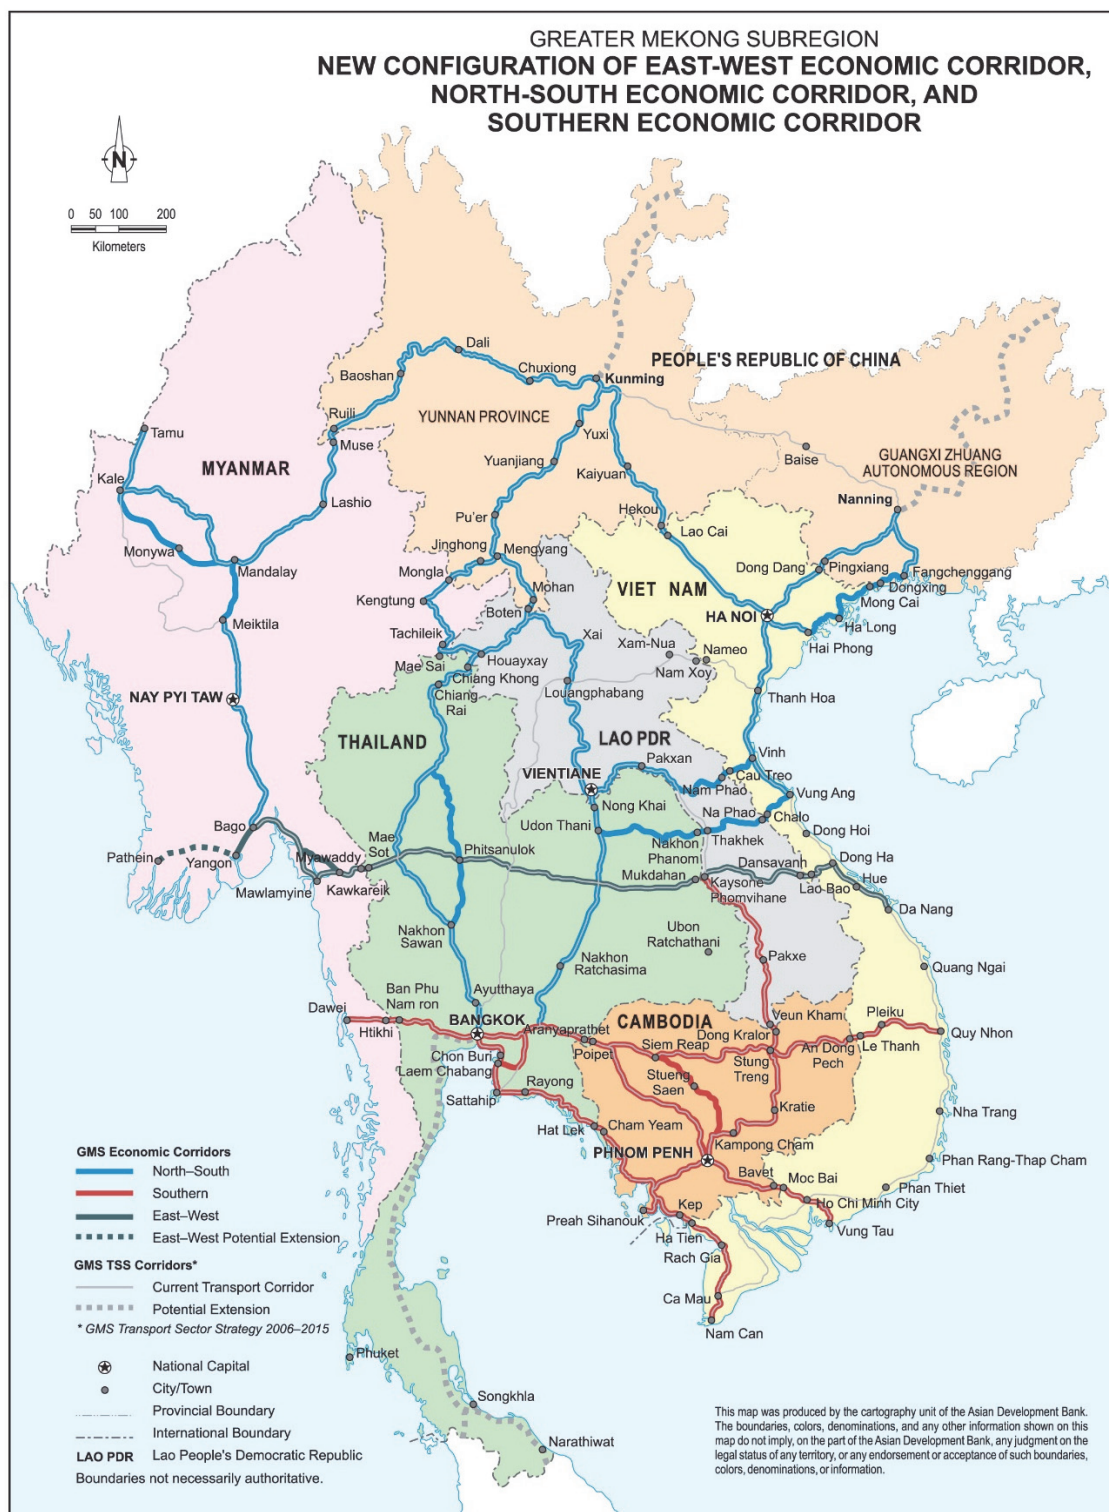 GREATER MEKONG SUBREGION
NEW CONFIGURATION OF EAST-WEST ECONOMIC CORRIDOR,
NORTH-SOUTH ECONOMIC CORRIDOR, AND
SOUTHERN ECONOMIC CORRIDOR
N
0 50 100 200
Kilometers
Dali
Chuxiong
Kunming
PEOPLE'S REPUBLIC OF CHINA
Baoshan
YUNNAN PROVINCE
Ruili
Muse
Tamu
MYANMAR
Yuxi
Baise
GUANGXI ZHUANG
AUTONOMOUS REGION
Yuanjiang
Kaiyuan
Kale
Lashio
Nanning
Pu'er
Hekou
Lao Cai
Monywa
Mandalay
Jinghong
Mengyang
Dong Dang
Pingxiang
Fangchenggang
Mongla
Mohan
VIET NAM
Dongxing
Mong Cai
Kengtung
Boten
HA NOI
Ha Long
Meiktila
Tachileik
Xai
Xam-Nua
Nameo
Hai Phong
Mae Sai
Houayxay
Nam Xoy
Chiang Khong
Chiang
Rai
Louangphabang
NAY PYI TAW
Thanh Hoa
THAILAND
LAO PDR
Pakxan
Vinh
VIENTIANE
Cau Treo
Nam Phao
Vung Ang
Nong Khai
Na Phao
Chalo
Bago
Udon Thani
Dong Hoi
Mae
Sot
Nakhon
Phanom
Thakhek
Pathein
Yangon
Myawaddy
Phitsanulok
Dansavanh
Dong Ha
Mawlamyine
Kawkareik
Mukdahan
Kaysone
Phomvihane
Lao Bao
Hue
Da Nang
Nakhon
Sawan
Ubon
Ratchathani
Nakhon
Ratchasima
Pakxe
Quang Ngai
Ban Phu
Nam ron
Ayutthaya
Dawei
Htikhi
BANGKOK
Aranyaprathet
CAMBODIA
Veun Kham
Pleiku
Poipet
Siem Reap
Dong Kralor
Quy Nhon
Chon Buri
Laem Chabang
Stueng
Saen
Stung
Treng
An Dong
Pech
Le Thanh
Sattahip
Rayong
Kratie
Nha Trang
Hat Lek
Cham Yeam
Kampong Cham
GMS Economic Corridors
North–South
Southern
East–West
East–West Potential Extension
GMS TSS Corridors*
Current Transport Corridor
Potential Extension
* GMS Transport Sector Strategy 2006–2015
National Capital
City/Town
Provincial Boundary
International Boundary
LAO PDR Lao People's Democratic Republic
Boundaries not necessarily authoritative.
PHNOM PENH
Bavet
Moc Bai
Phan Rang-Thap Cham
Phan Thiet
Ho Chi Minh City
Preah Sihanouk
Kep
Ha Tien
Vung Tau
Rach Gia
Ca Mau
Nam Can
Phuket
Songkhla
Narathiwat
This map was produced by the cartography unit of the Asian Development Bank.
The boundaries, colors, denominations, and any other information shown on this
map do not imply, on the part of the Asian Development Bank, any judgment on the
legal status of any territory, or any endorsement or acceptance of such boundaries,
colors, denominations, or information.